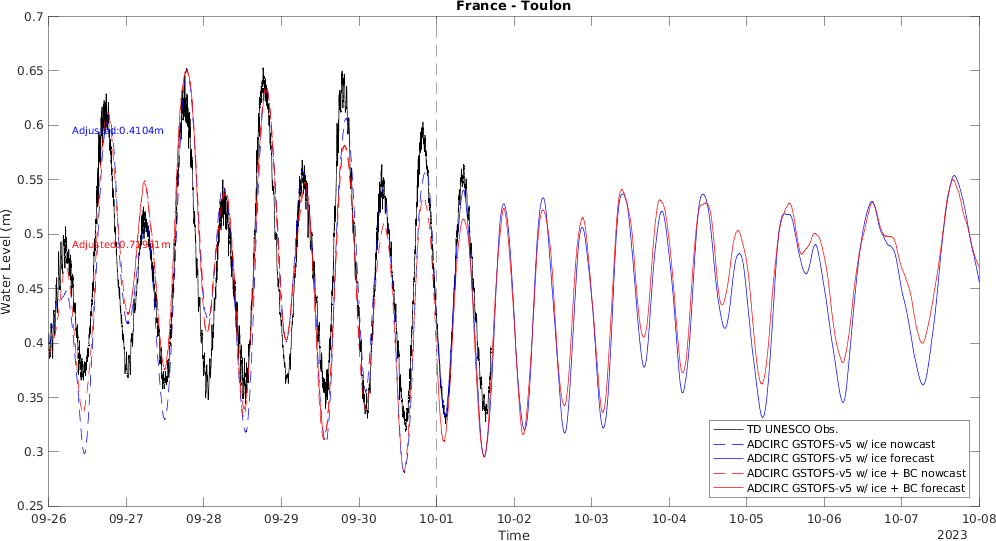 France - Toulon
0.7
0.65
0.6
0.55
0.5
0.45
0.4
0.35
0.3
0.25
Water Level (m)
Adjusted:0.4104m
TD UNESCO Obs.
ADCIRC GSTOFS-v5 w/ ice nowcast
ADCIRC GSTOFS-v5 w/ ice forecast
ADCIRC GSTOFS-v5 w/ ice + BC nowcast
ADCIRC GSTOFS-v5 w/ ice + BC forecast
09-26 09-27 09-28 09-29 09-30 10-01 10-02 10-03 10-04 10-05 10-06 10-07 10-08
Time
2023